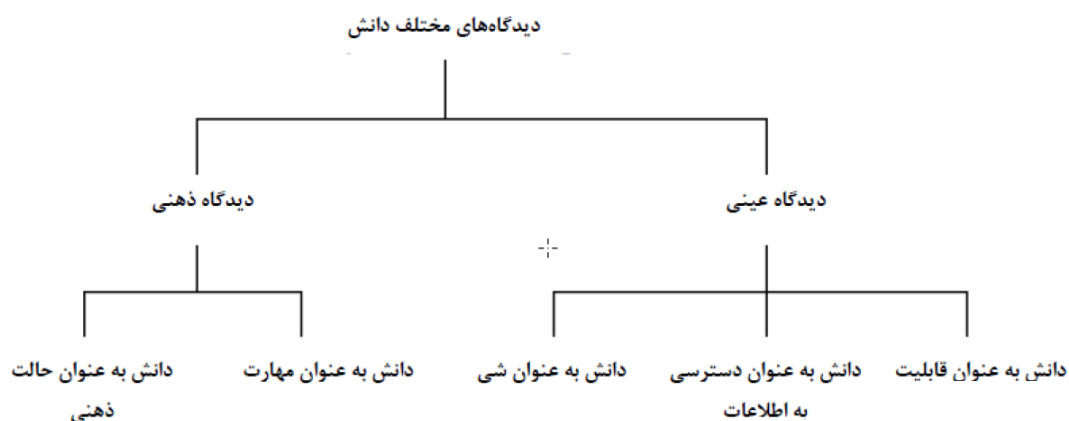 دیدگاه‌های مختلف دانش
دیدگاه عینی
دیدگاه ذهنی
دانش به عنوان قابلیت
دانش به عنوان دسترسی
به اطلاعات
دانش به عنوان شی
دانش به عنوان مهارت
دانش به عنوان حالت
ذهنی